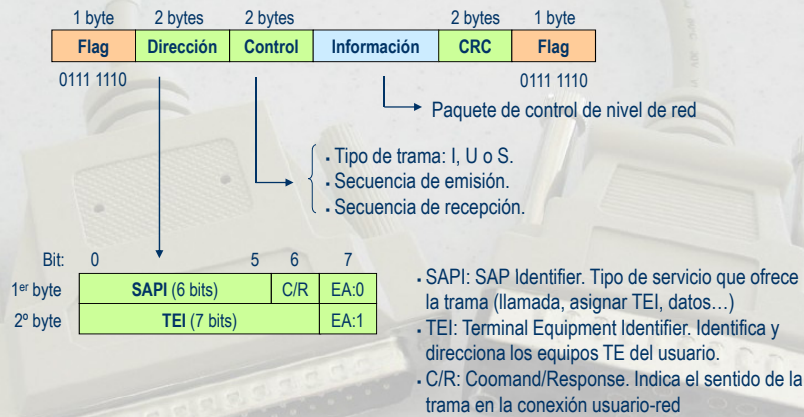 1 byte 2 bytes 2 bytes 2 bytes 1 byte
Flag Dirección Control Información CRC Flag
0111 1110 0111 1110
Paquete de control de nivel de red
▪ Tipo de trama: I, U o S.
▪ Secuencia de emisión.
▪ Secuencia de recepción.
Bit: 0 5 6 7
1er byte SAPI (6 bits) C/R EA:0
2º byte TEI (7 bits) EA:1
▪ SAPI: SAP Identifier. Tipo de servicio que ofrece
la trama (llamada, asignar TEI, datos…)
▪ TEI: Terminal Equipment Identifier. Identifica y
direcciona los equipos TE del usuario.
▪ C/R: Coomand/Response. Indica el sentido de la
trama en la conexión usuario-red